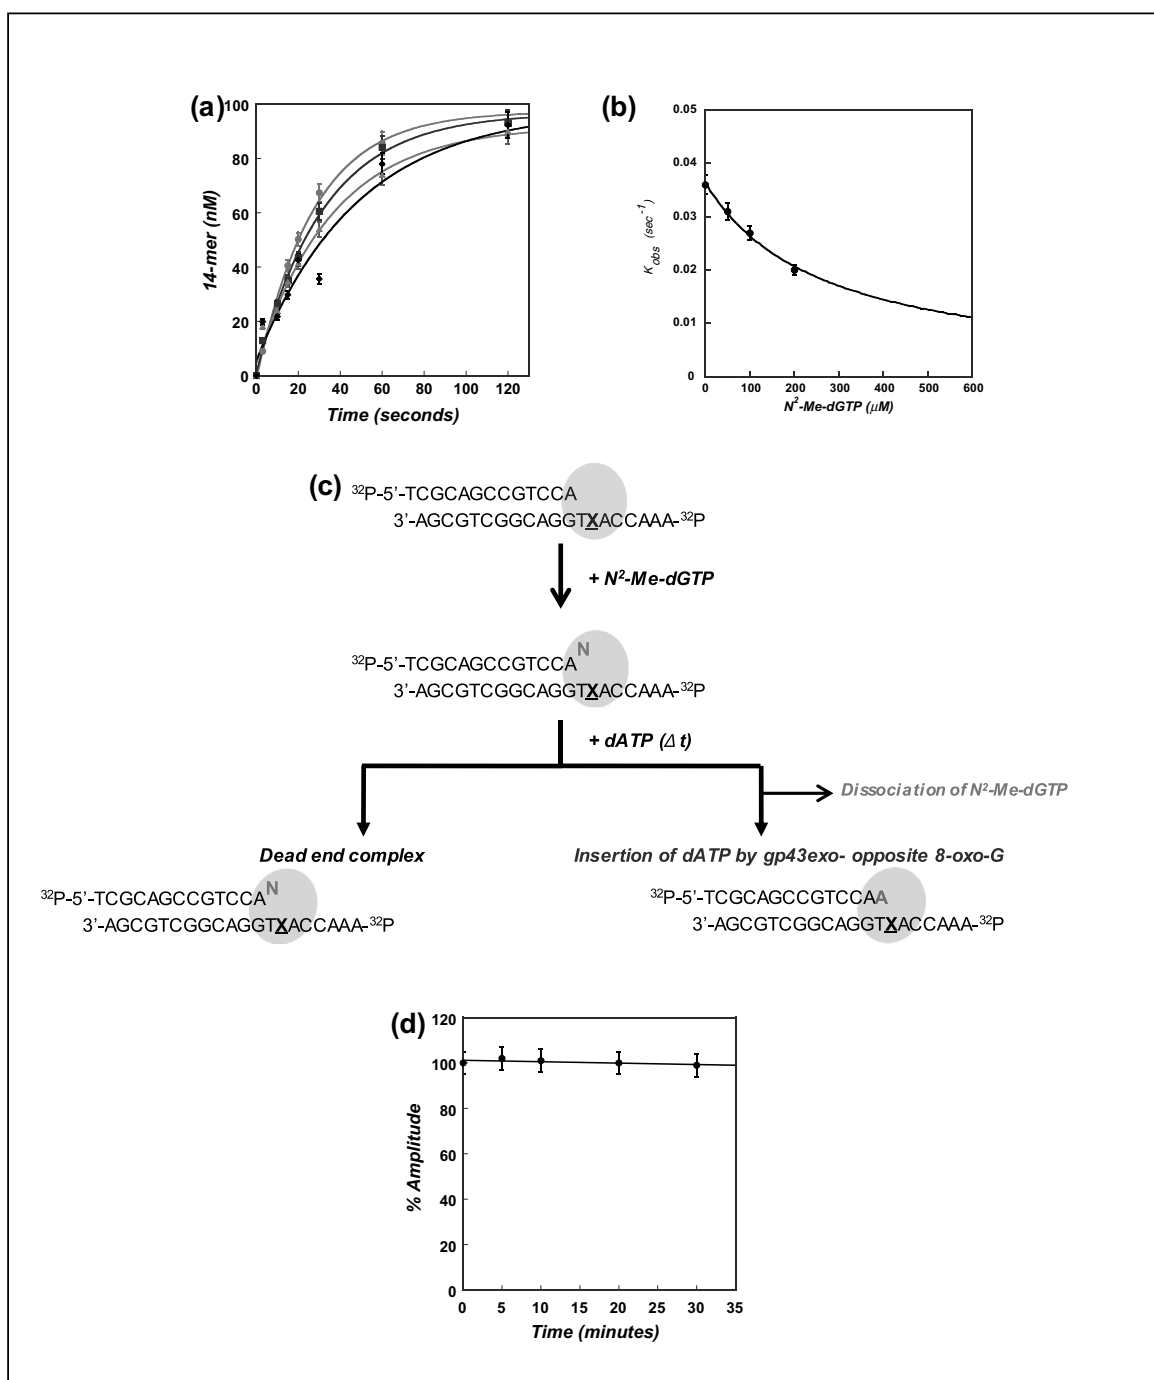 (a)
100
80
60
40
20
0
14-mer (nM)
0 20 40 60 80 100 120
Time (seconds)
(b)
0.05
0.04
0.03
0.02
0.01
0
K obs (sec -1)
0 100 200 300 400 500 600
N2-Me-dGTP (μM)
(c)
32P-5'-TCGCAGCCGTCCA
3'-AGCGTCGGCAGGTXACCAAA-32P
+ N2-Me-dGTP
N
32P-5'-TCGCAGCCGTCCA
3'-AGCGTCGGCAGGTXACCAAA-32P
+ dATP (Δ t)
Dissociation of N2-Me-dGTP
Dead end complex
Insertion of dATP by gp43exo- opposite 8-oxo-G
N
32P-5'-TCGCAGCCGTCCA
3'-AGCGTCGGCAGGTXACCAAA-32P
32P-5'-TCGCAGCCGTCCAA
3'-AGCGTCGGCAGGTXACCAAA-32P
(d)
120
100
80
60
40
20
0
% Amplitude
0 5 10 15 20 25 30 35
Time (minutes)